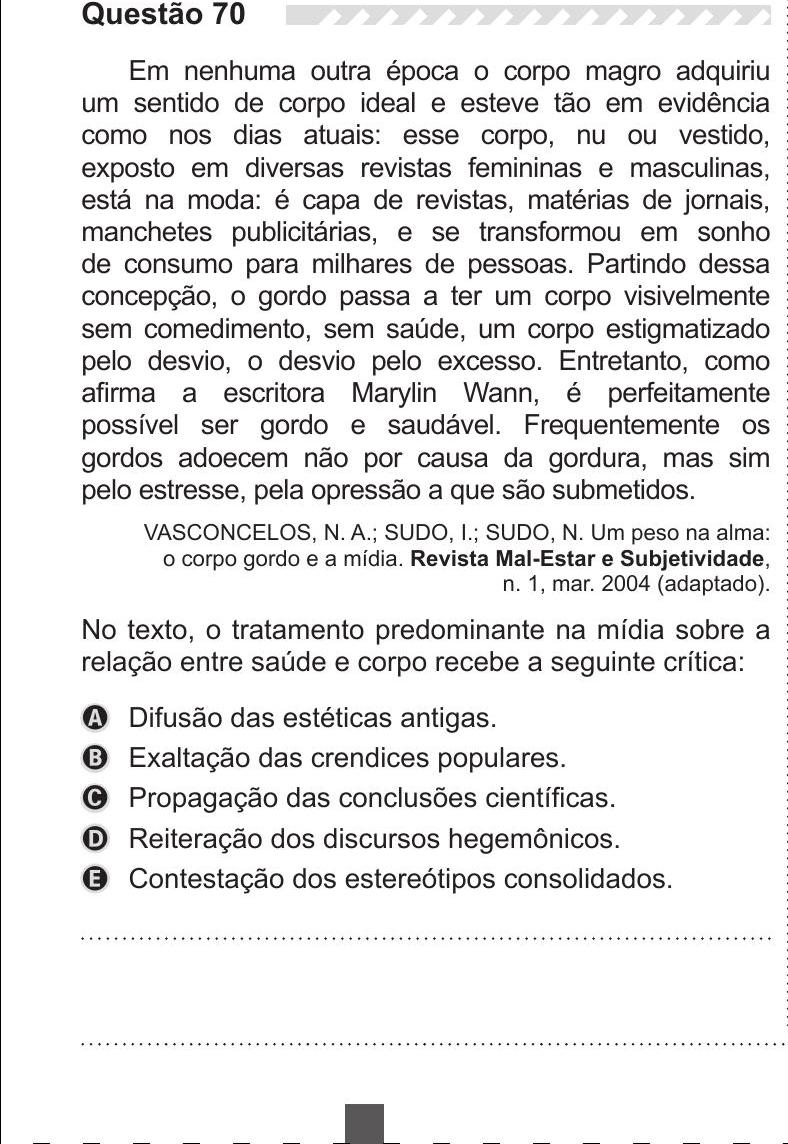 Questão 70
Em nenhuma outra época o corpo magro adquiriu
um sentido de corpo ideal e esteve tão em evidência
como nos dias atuais: esse corpo, nu ou vestido,
exposto em diversas revistas femininas e masculinas,
está na moda: é capa de revistas, matérias de jornais,
manchetes publicitárias, e se transformou em sonho
de consumo para milhares de pessoas. Partindo dessa
concepção, o gordo passa a ter um corpo visivelmente
sem comedimento, sem saúde, um corpo estigmatizado
pelo desvio, o desvio pelo excesso. Entretanto, como
afirma a escritora Marylin Wann, é perfeitamente
possível ser gordo e saudável. Frequentemente os
gordos adoecem não por causa da gordura, mas sim
pelo estresse, pela opressão a que são submetidos.
VASCONCELOS, N. A.; SUDO, I.; SUDO, N. Um peso na alma:
o corpo gordo e a mídia. Revista Mal-Estar e Subjetividade,
n. 1, mar. 2004 (adaptado).
No texto, o tratamento predominante na mídia sobre a
relação entre saúde e corpo recebe a seguinte crítica:
A Difusão das estéticas antigas.
B Exaltação das crendices populares.
C Propagação das conclusões científicas.
D Reiteração dos discursos hegemônicos.
E Contestação dos estereótipos consolidados.